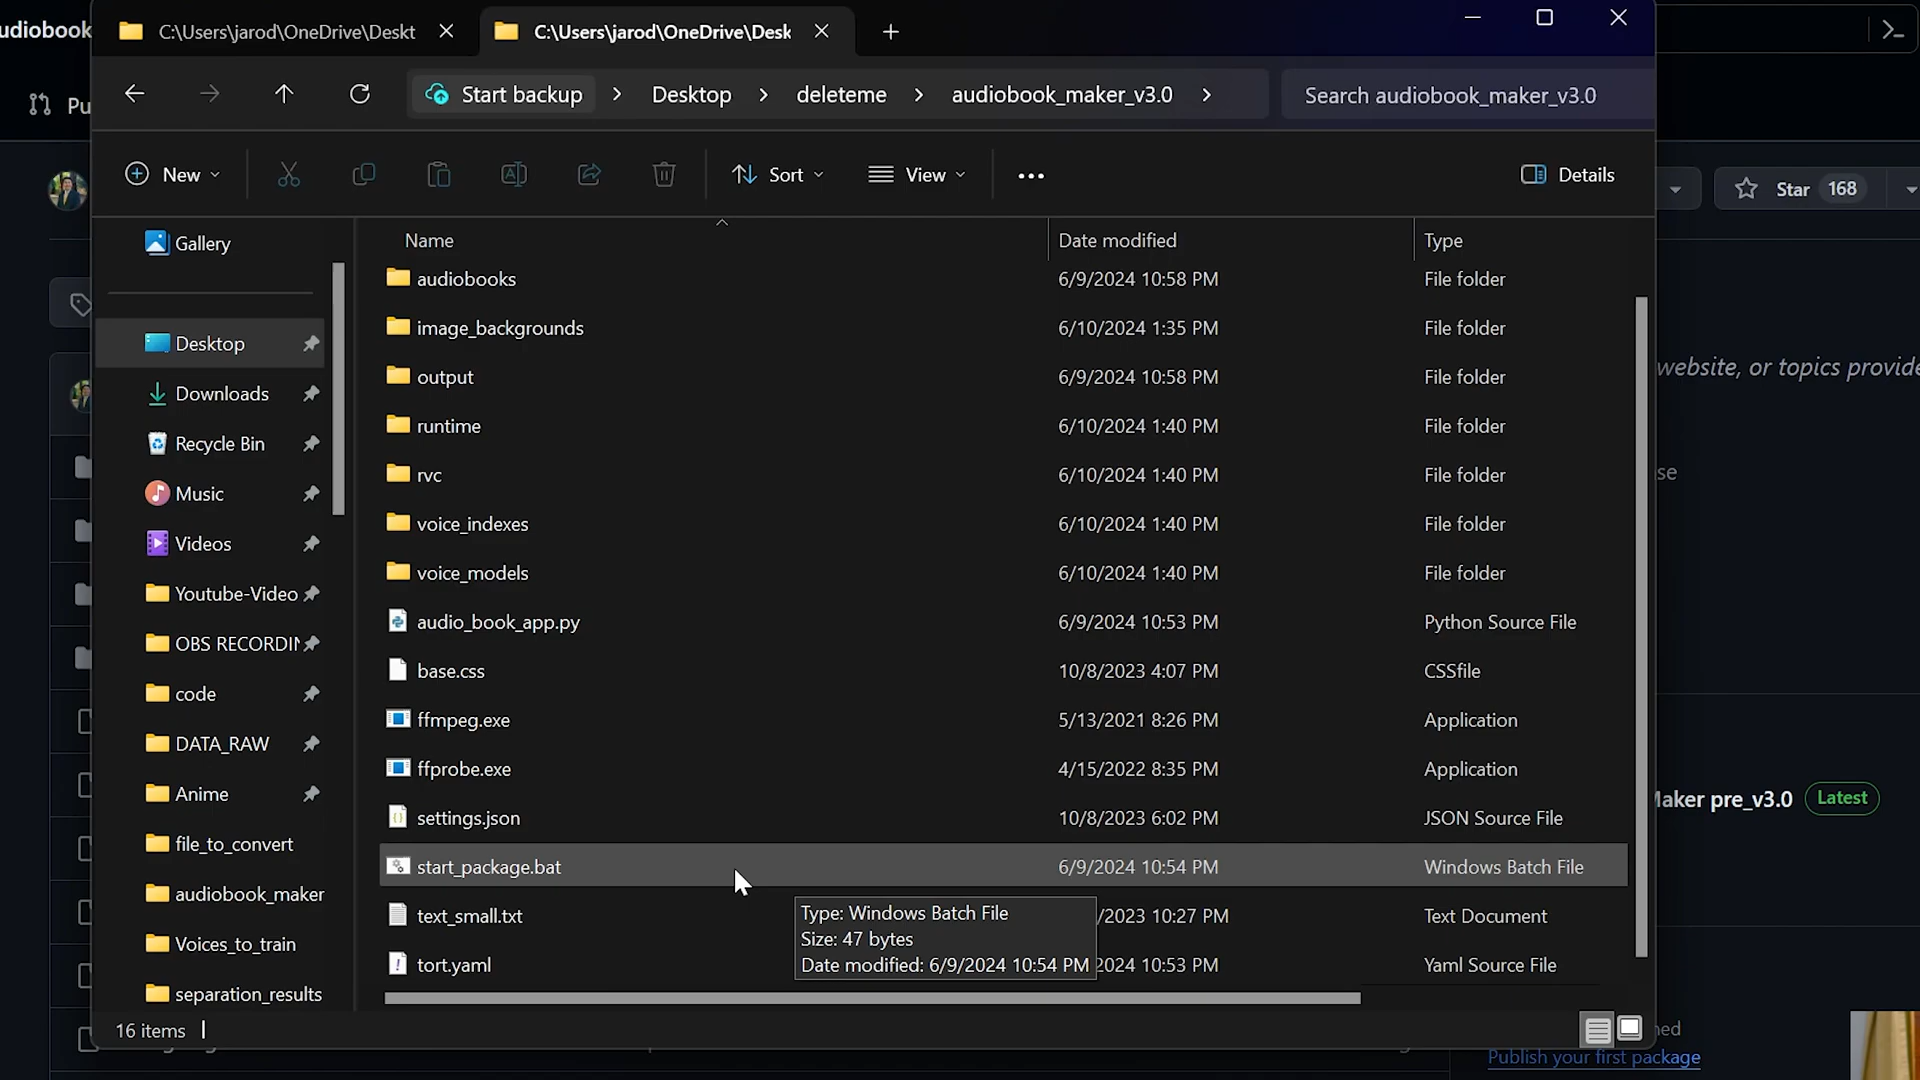 udiobook
C:\Users\jarod\OneDrive\Deskt
C:\Users\jarod\OneDrive\Desk
Start backup
Desktop
deleteme
audiobook_maker_v3.0
Search audiobook_maker_v3.0
Pu
New
Sort
View
Details
Star 168
Gallery
Desktop
Downloads
Recycle Bin
Music
Videos
Youtube-Video
OBS RECORDIN
code
DATA_RAW
Anime
file_to_convert
audiobook_maker
Voices_to_train
separation_results
Name Date modified Type
audiobooks 6/9/2024 10:58 PM File folder
image_backgrounds 6/10/2024 1:35 PM File folder
output 6/9/2024 10:58 PM File folder
runtime 6/10/2024 1:40 PM File folder
rvc 6/10/2024 1:40 PM File folder
voice_indexes 6/10/2024 1:40 PM File folder
voice_models 6/10/2024 1:40 PM File folder
audio_book_app.py 6/9/2024 10:53 PM Python Source File
base.css 10/8/2023 4:07 PM CSSfile
ffmpeg.exe 5/13/2021 8:26 PM Application
ffprobe.exe 4/15/2022 8:35 PM Application
settings.json 10/8/2023 6:02 PM JSON Source File
start_package.bat 6/9/2024 10:54 PM Windows Batch File
text_small.txt /2023 10:27 PM Text Document
tort.yaml 2024 10:53 PM Yaml Source File
Type: Windows Batch File
Size: 47 bytes
Date modified: 6/9/2024 10:54 PM
16 items
website, or topics provide
se
Maker pre_v3.0 Latest
hed
Publish your first package